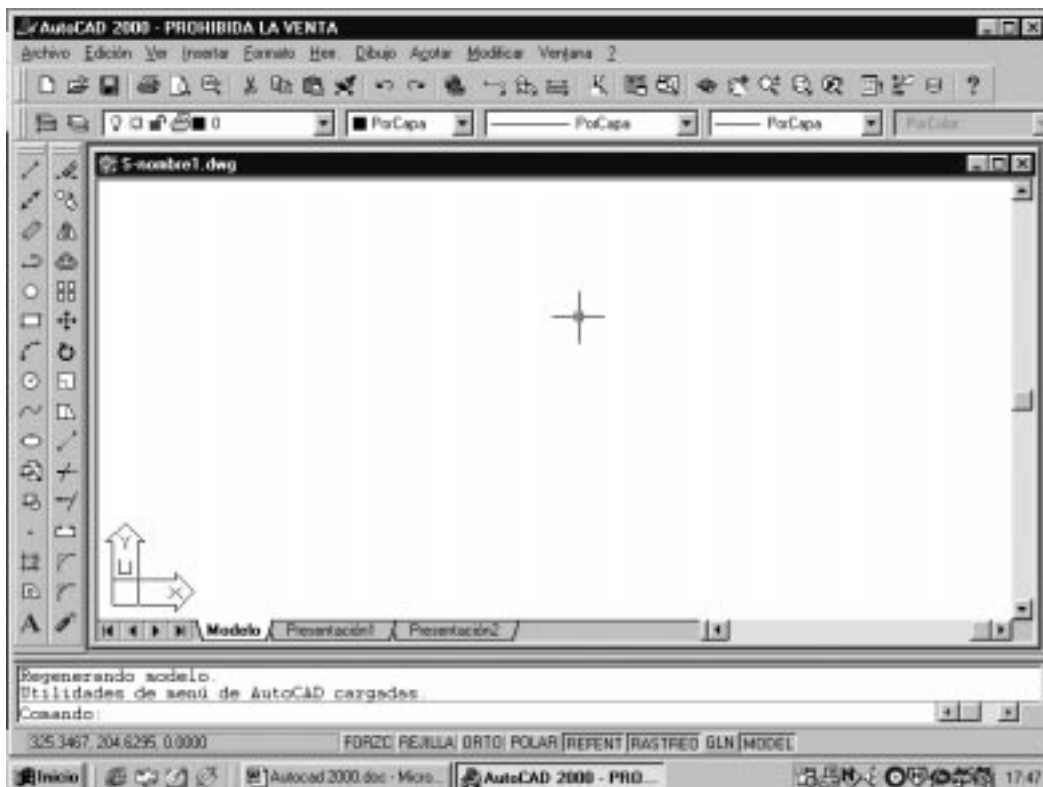 AutoCAD 2000 - PROHIBIDA LA VENTA
Archivo Edición Ver Insertar Formato Herr. Dibujo Acotar Modificar Ventana ?
0 PorCapa PorCapa PorCapa PorColor
S-nombre1.dwg
Y
U
X
A Modelo Presentación1 Presentación2
Regenerando modelo.
Utilidades de menú de AutoCAD cargadas.
Comando:
325.3467, 204.6295, 0.0000 FORZC REJILLA ORTO POLAR REFENT RASTREO GLN MODEL
Inicio Autocad 2000.doc - Micro... AutoCAD 2000 - PRO... 17:47